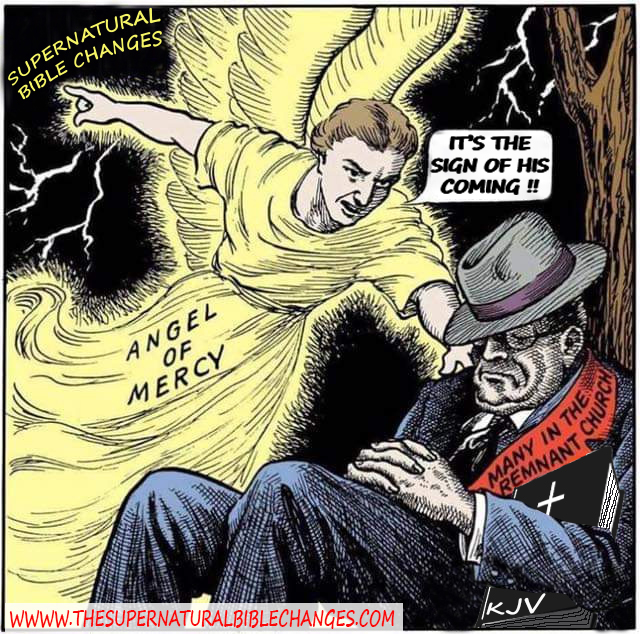 SUPERNATURAL
BIBLE CHANGES
IT'S THE
SIGN OF HIS
COMING !!
ANGEL
OF
MERCY
MANY IN THE
REMNANT CHURCH
KJV
WWWW.THESUPERNATURALBIBLECHANGES.COM